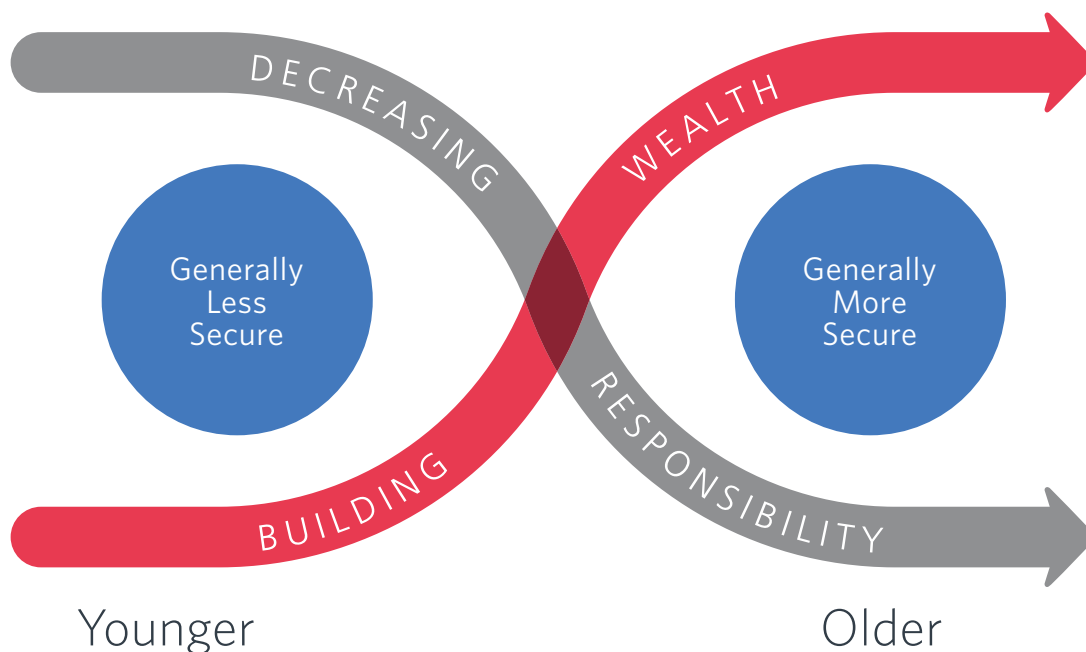 DECREASING
WEALTH
Generally
Less
Secure
Generally
More
Secure
BUILDING
RESPONSIBILITY
Younger
Older